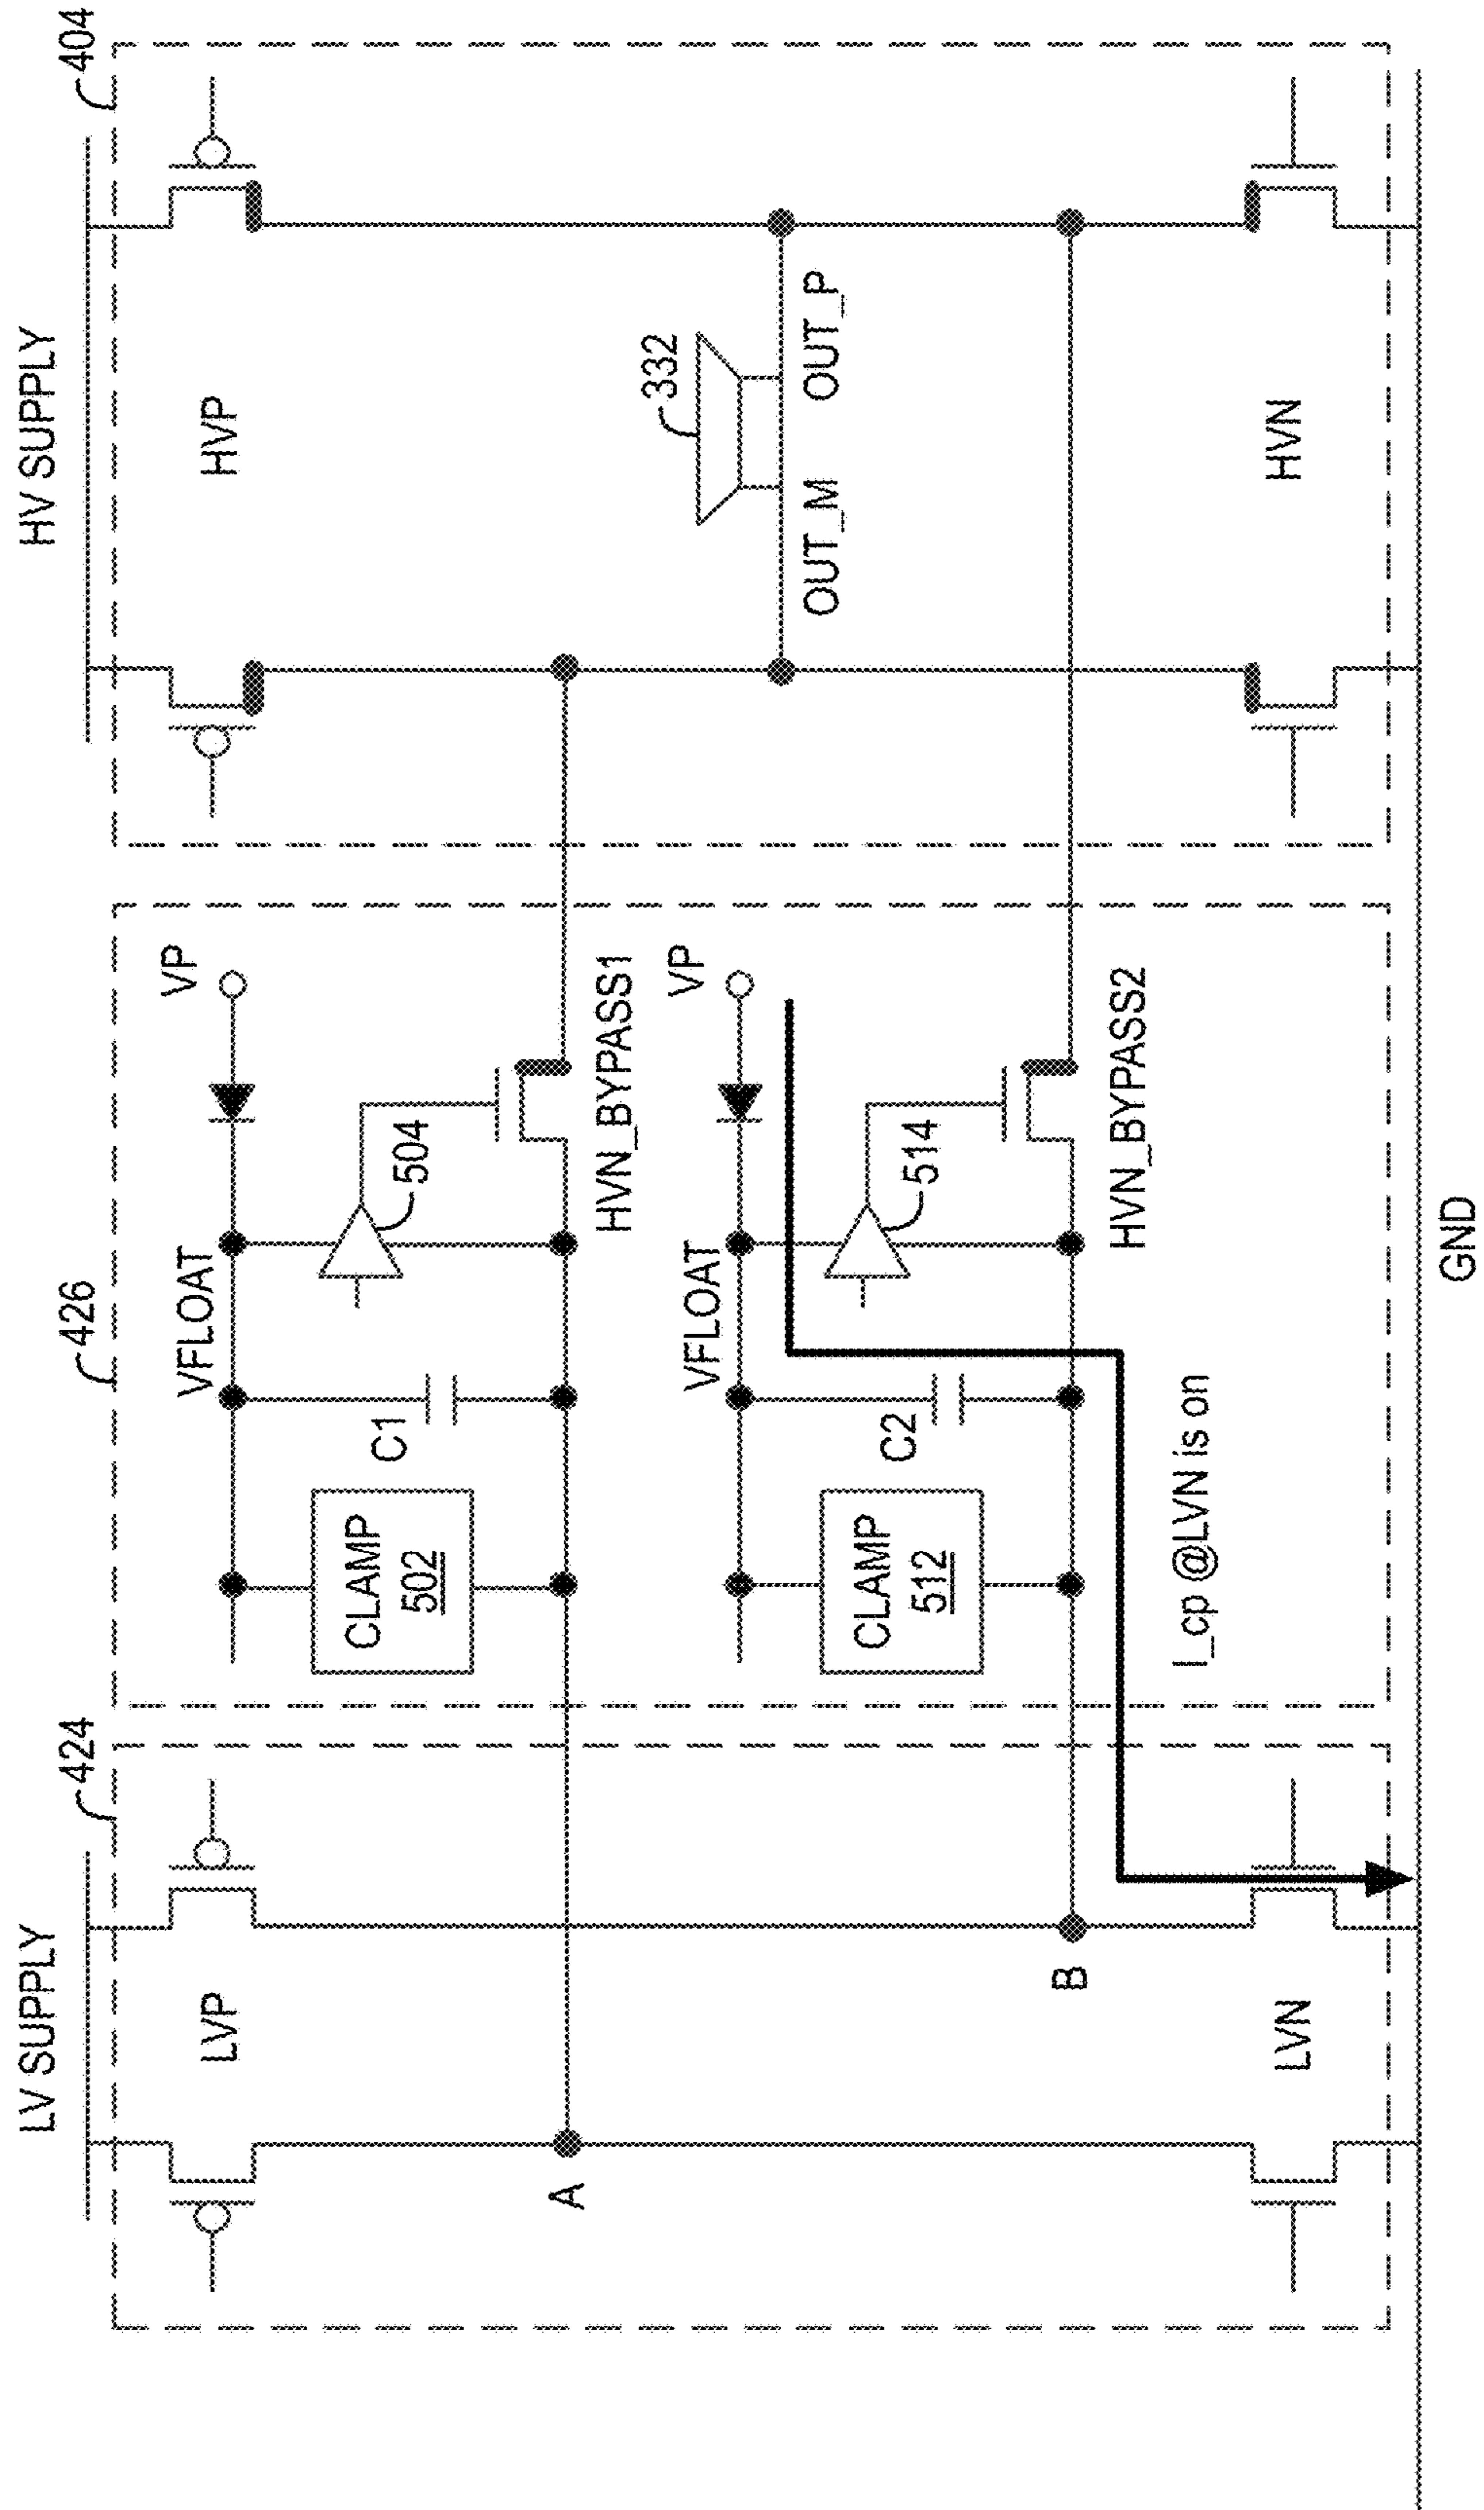 LV SUPPLY
HV SUPPLY
424
426
404
LVP
VFLOAT
VP
HVP
CLAMP
502
C1
504
A
HVN_BYPASS1
332
VFLOAT
VP
OUT_M
OUT_P
CLAMP
512
C2
514
B
HVN_BYPASS2
I_cp @LVN is on
LVN
HVN
GND